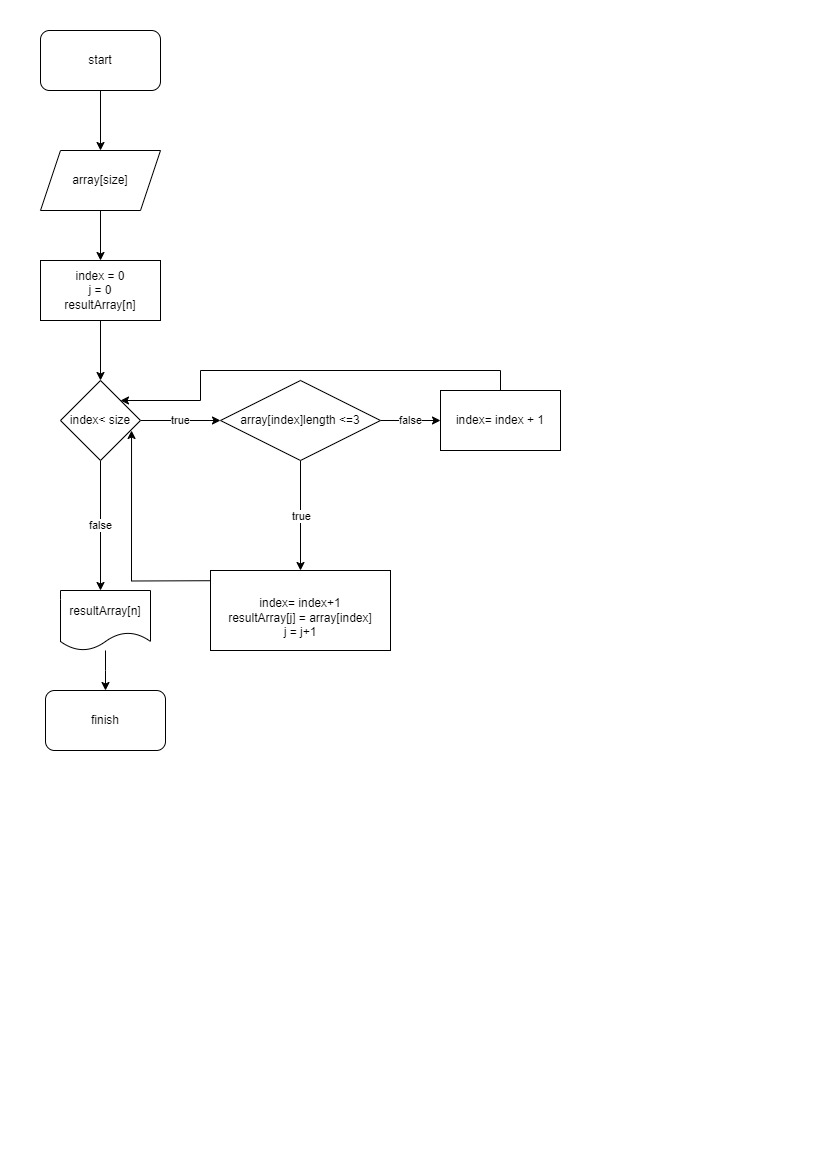 start
array[size]
index = 0
j = 0
resultArray[n]
index< size
true
array[index]length <=3
false
index= index + 1
false
true
resultArray[n]
index= index+1
resultArray[j] = array[index]
j = j+1
finish